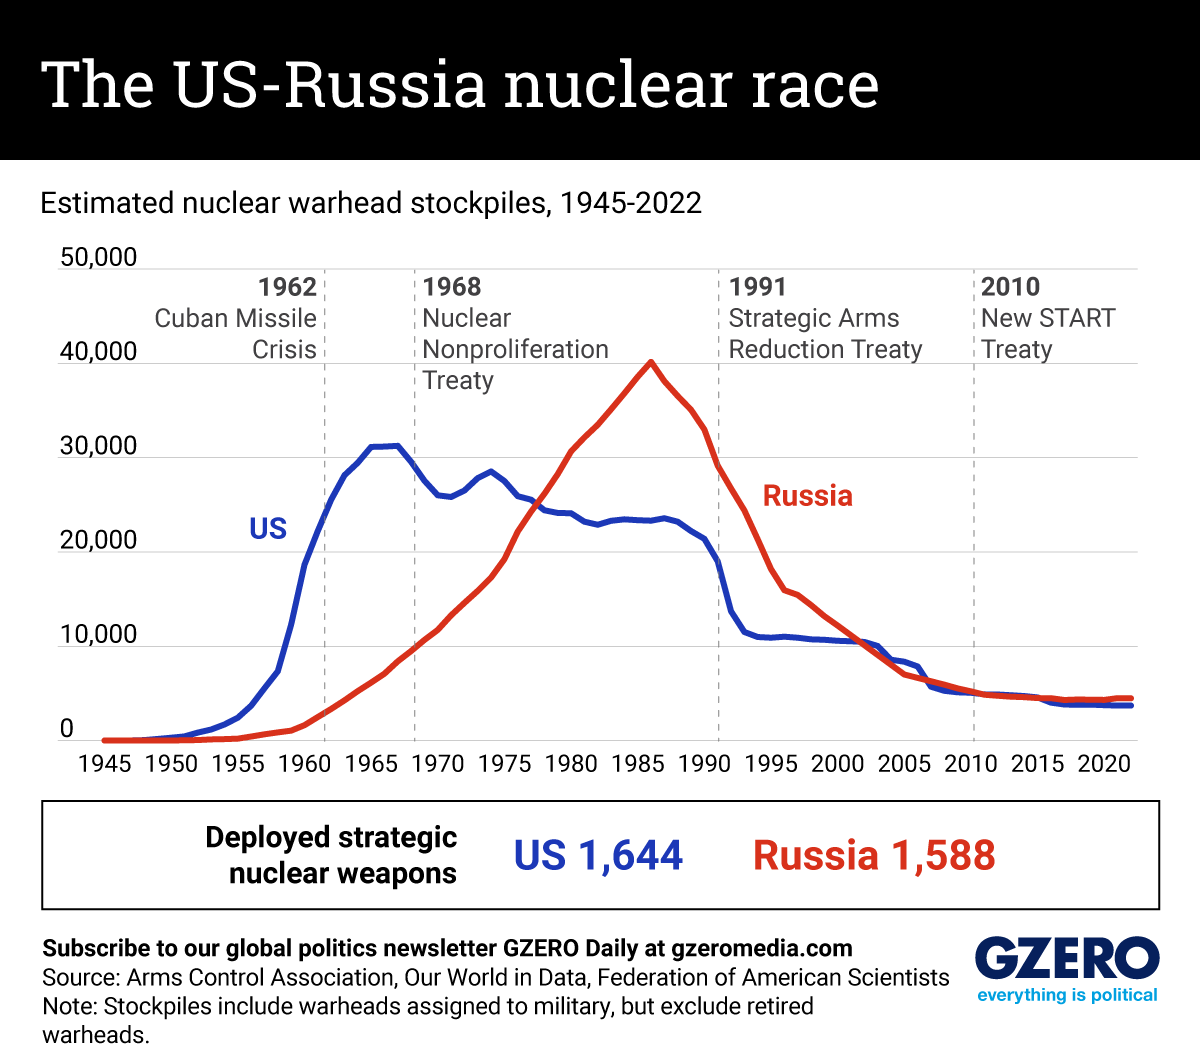 The US-Russia nuclear race
Estimated nuclear warhead stockpiles, 1945-2022
50,000
40,000
30,000
20,000
10,000
0
1962
Cuban Missile
Crisis
1968
Nuclear
Nonproliferation
Treaty
1991
Strategic Arms
Reduction Treaty
2010
New START
Treaty
US
Russia
1945 1950 1955 1960 1965 1970 1975 1980 1985 1990 1995 2000 2005 2010 2015 2020
Deployed strategic
nuclear weapons
US 1,644
Russia 1,588
Subscribe to our global politics newsletter GZERO Daily at gzeromedia.com
Source: Arms Control Association, Our World in Data, Federation of American Scientists
Note: Stockpiles include warheads assigned to military, but exclude retired
warheads.
GZERO
everything is political